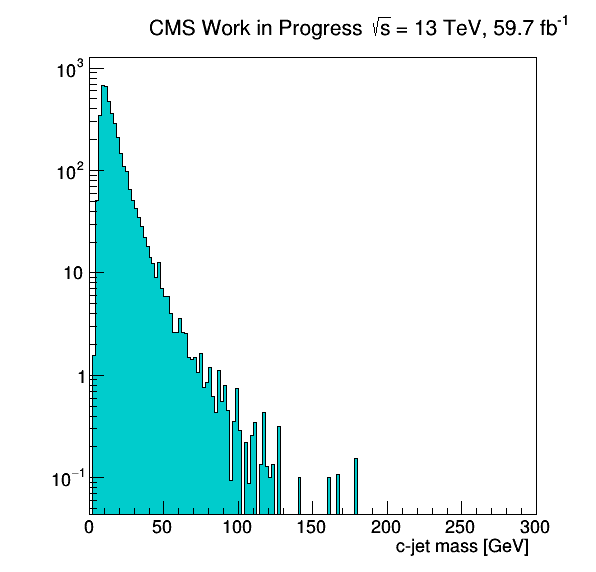 CMS Work in Progress √s = 13 TeV, 59.7 fb⁻¹
10³
10²
10
1
10⁻¹
0 50 100 150 200 250 300
c-jet mass [GeV]